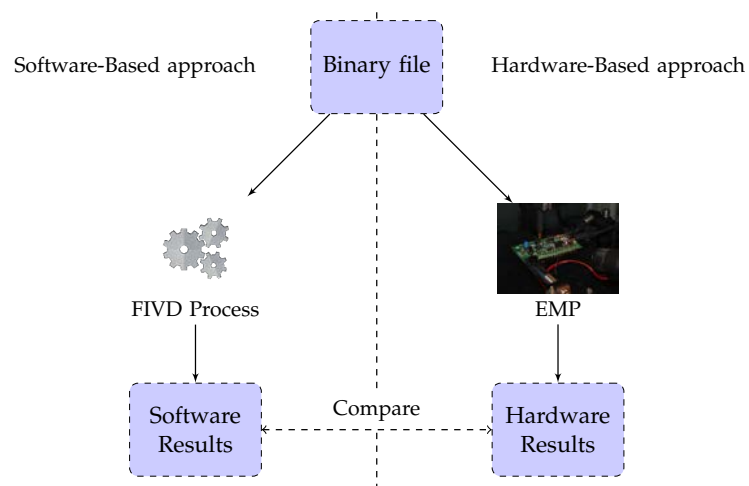 Software-Based approach
Binary file
Hardware-Based approach
FIVD Process
EMP
Software
Results
Compare
Hardware
Results